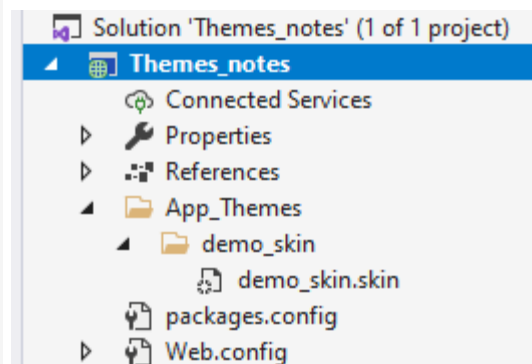 Solution 'Themes_notes' (1 of 1 project)
Themes_notes
Connected Services
Properties
References
App_Themes
demo_skin
demo_skin.skin
packages.config
Web.config